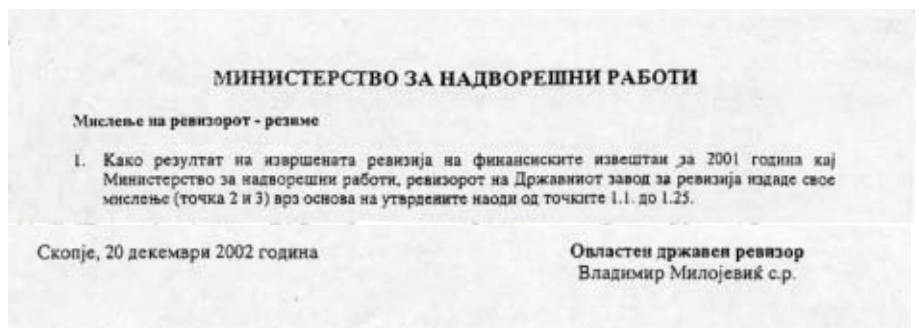 МИНИСТЕРСТВО ЗА НАДВОРЕШНИ РАБОТИ
Мислење на ревизорот - резиме
1. Како резултат на извршената ревизија на финансиските извештаи за 2001 година кај
Министерство за надворешни работи, ревизорот на Државниот завод за ревизија издаде свое
мислење (точка 2 и 3) врз основа на утврдените наоди од точките 1.1. до 1.25.
Скопје, 20 декември 2002 година
Овластен државен ревизор
Владимир Милојевиќ с.р.